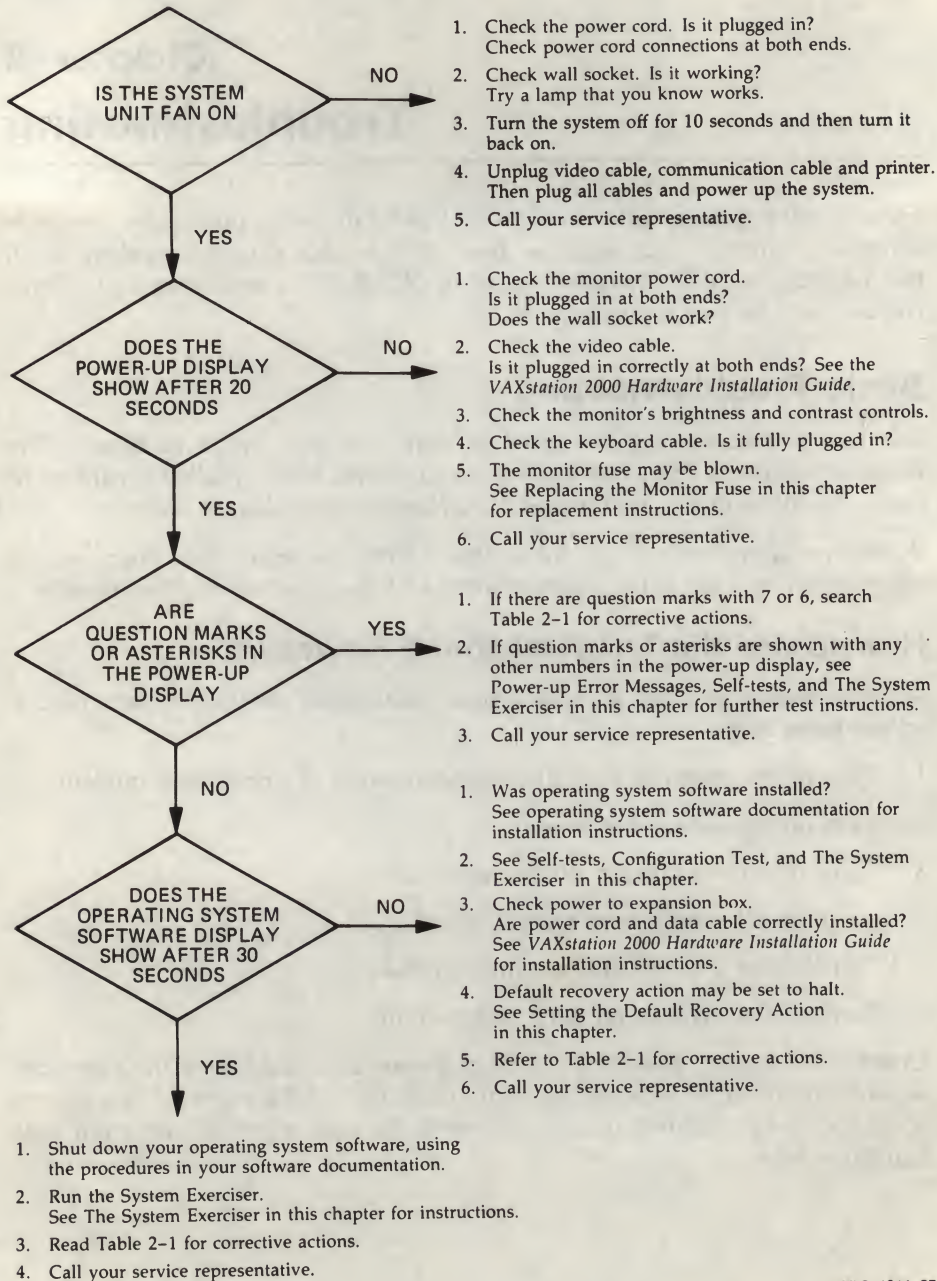 IS THE SYSTEM
UNIT FAN ON
NO
1. Check the power cord. Is it plugged in?
Check power cord connections at both ends.
2. Check wall socket. Is it working?
Try a lamp that you know works.
3. Turn the system off for 10 seconds and then turn it
back on.
4. Unplug video cable, communication cable and printer.
Then plug all cables and power up the system.
5. Call your service representative.
YES
DOES THE
POWER-UP DISPLAY
SHOW AFTER 20
SECONDS
NO
1. Check the monitor power cord.
Is it plugged in at both ends?
Does the wall socket work?
2. Check the video cable.
Is it plugged in correctly at both ends? See the
VAXstation 2000 Hardware Installation Guide.
3. Check the monitor's brightness and contrast controls.
4. Check the keyboard cable. Is it fully plugged in?
5. The monitor fuse may be blown.
See Replacing the Monitor Fuse in this chapter
for replacement instructions.
6. Call your service representative.
YES
ARE
QUESTION MARKS
OR ASTERISKS IN
THE POWER-UP
DISPLAY
YES
1. If there are question marks with 7 or 6, search
Table 2-1 for corrective actions.
2. If question marks or asterisks are shown with any
other numbers in the power-up display, see
Power-up Error Messages, Self-tests, and The System
Exerciser in this chapter for further test instructions.
3. Call your service representative.
NO
DOES THE
OPERATING SYSTEM
SOFTWARE DISPLAY
SHOW AFTER 30
SECONDS
NO
1. Was operating system software installed?
See operating system software documentation for
installation instructions.
2. See Self-tests, Configuration Test, and The System
Exerciser in this chapter.
3. Check power to expansion box.
Are power cord and data cable correctly installed?
See VAXstation 2000 Hardware Installation Guide
for installation instructions.
4. Default recovery action may be set to halt.
See Setting the Default Recovery Action
in this chapter.
5. Refer to Table 2-1 for corrective actions.
6. Call your service representative.
YES
1. Shut down your operating system software, using
the procedures in your software documentation.
2. Run the System Exerciser.
See The System Exerciser in this chapter for instructions.
3. Read Table 2-1 for corrective actions.
4. Call your service representative.